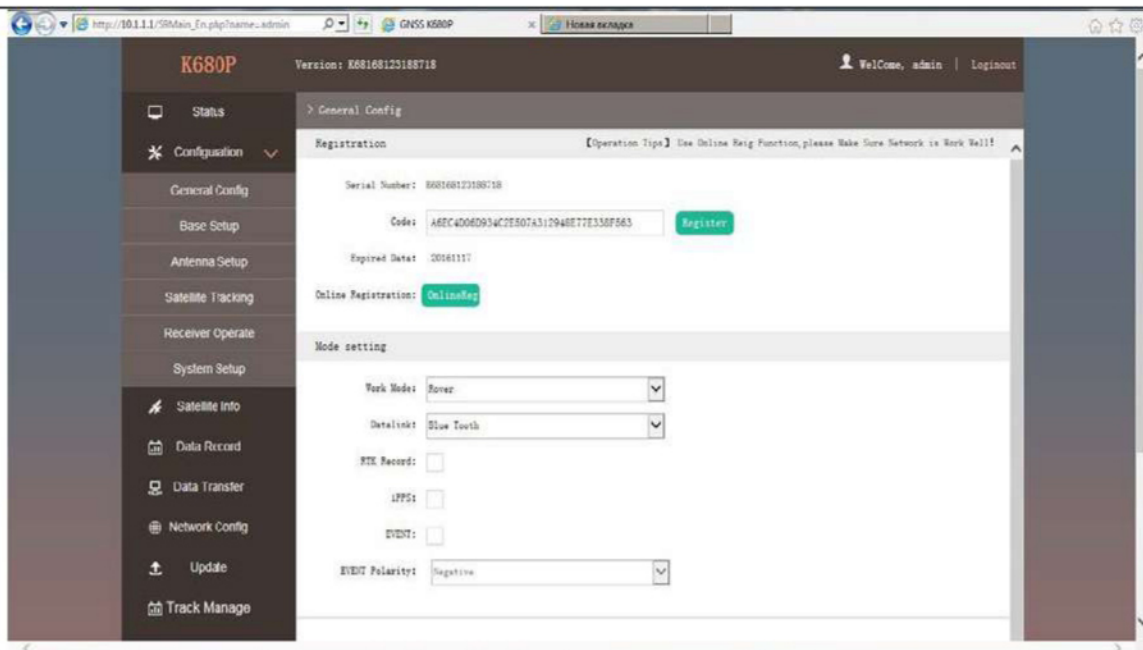 http://10.1.1.1/SRMain_En.php?name=admin
GNSS K680P
Новая вкладка
K680P
Version: K68168123188718
WelCome, admin | Loginout
Status
Configuration
General Config
Base Setup
Antenna Setup
Satellite Tracking
Receiver Operate
System Setup
Satellite Info
Data Record
Data Transfer
Network Config
Update
Track Manage
> General Config
Registration
【Operation Tips】 Use Online Reig Function,please Make Sure Network is Work Well!
Serial Number: K68168123188718
Code: A6EC4D06D934C2E507A312948E77E338F563 Register
Expired Data: 20161117
Online Registration: OnlineReg
Mode setting
Work Mode: Rover
Datalink: Blue Tooth
RTK Record:
1PPS:
EVENT:
EVENT Polarity: Negative